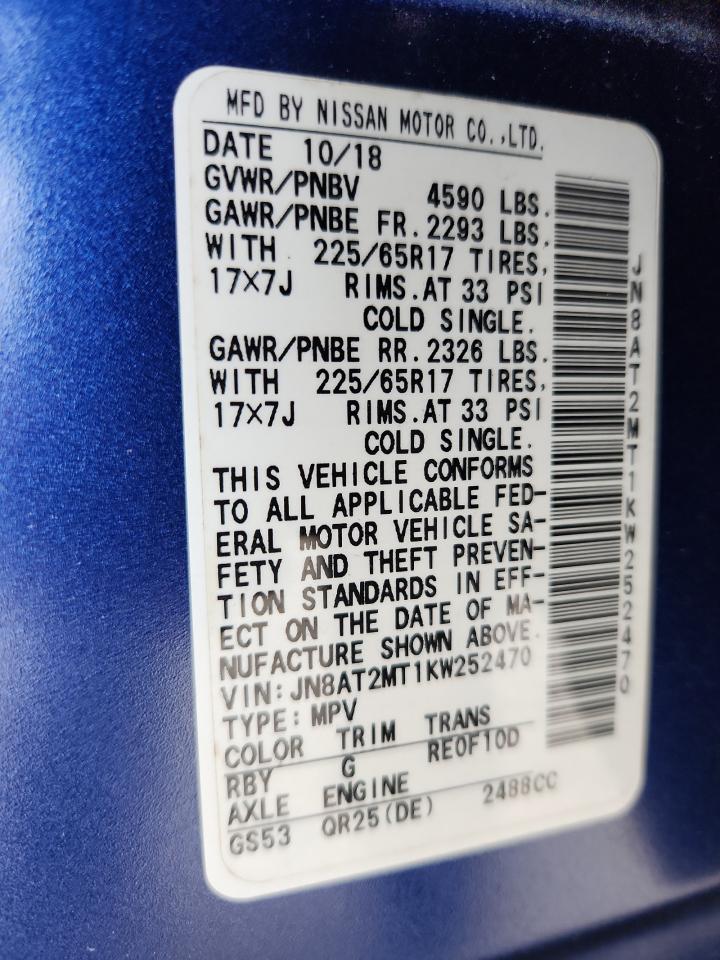 MFD BY NISSAN MOTOR CO.,LTD.
DATE 10/18
GVWR/PNBV 4590 LBS.
GAWR/PNBE FR.2293 LBS.
WITH 225/65R17 TIRES,
17X7J RIMS.AT 33 PSI
COLD SINGLE.
GAWR/PNBE RR.2326 LBS.
WITH 225/65R17 TIRES,
17X7J RIMS.AT 33 PSI
COLD SINGLE.
THIS VEHICLE CONFORMS
TO ALL APPLICABLE FED-
ERAL MOTOR VEHICLE SA-
FETY AND THEFT PREVEN-
TION STANDARDS IN EFF-
ECT ON THE DATE OF MA-
NUFACTURE SHOWN ABOVE.
VIN:JN8AT2MT1KW252470
TYPE:MPV
COLOR TRIM TRANS
RBY G RE0F10D
AXLE ENGINE
GS53 QR25(DE) 2488CC
JN8AT2MT1KW252470